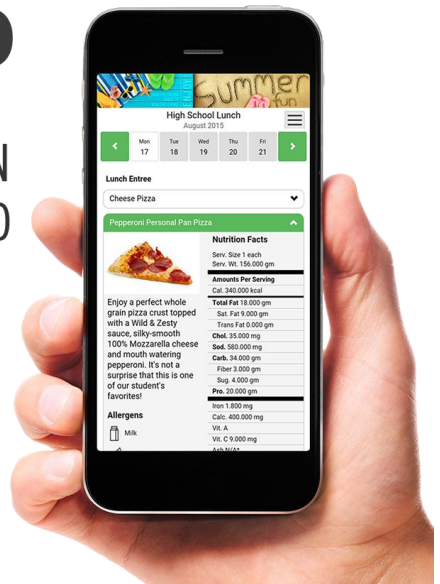 O
N
O
Summer
fun
High School Lunch
August 2015
Mon Tue Wed Thu Fri
17 18 19 20 21
Lunch Entree
Cheese Pizza
Pepperoni Personal Pan Pizza
Enjoy a perfect whole
grain pizza crust topped
with a Wild & Zesty
sauce, silky-smooth
100% Mozzarella cheese
and mouth watering
pepperoni. It's not a
surprise that this is one
of our student's
favorites!
Allergens
Milk
Nutrition Facts
Serv. Size 1 each
Serv. Wt. 156.000 gm
Amounts Per Serving
Cal. 340.000 kcal
Total Fat 18.000 gm
Sat. Fat 9.000 gm
Trans Fat 0.000 gm
Chol. 35.000 mg
Sod. 580.000 mg
Carb. 34.000 gm
Fiber 3.000 gm
Sug. 4.000 gm
Pro. 20.000 gm
Iron 1.800 mg
Calc. 400.000 mg
Vit. A
Vit. C 9.000 mg
Ash N/A*